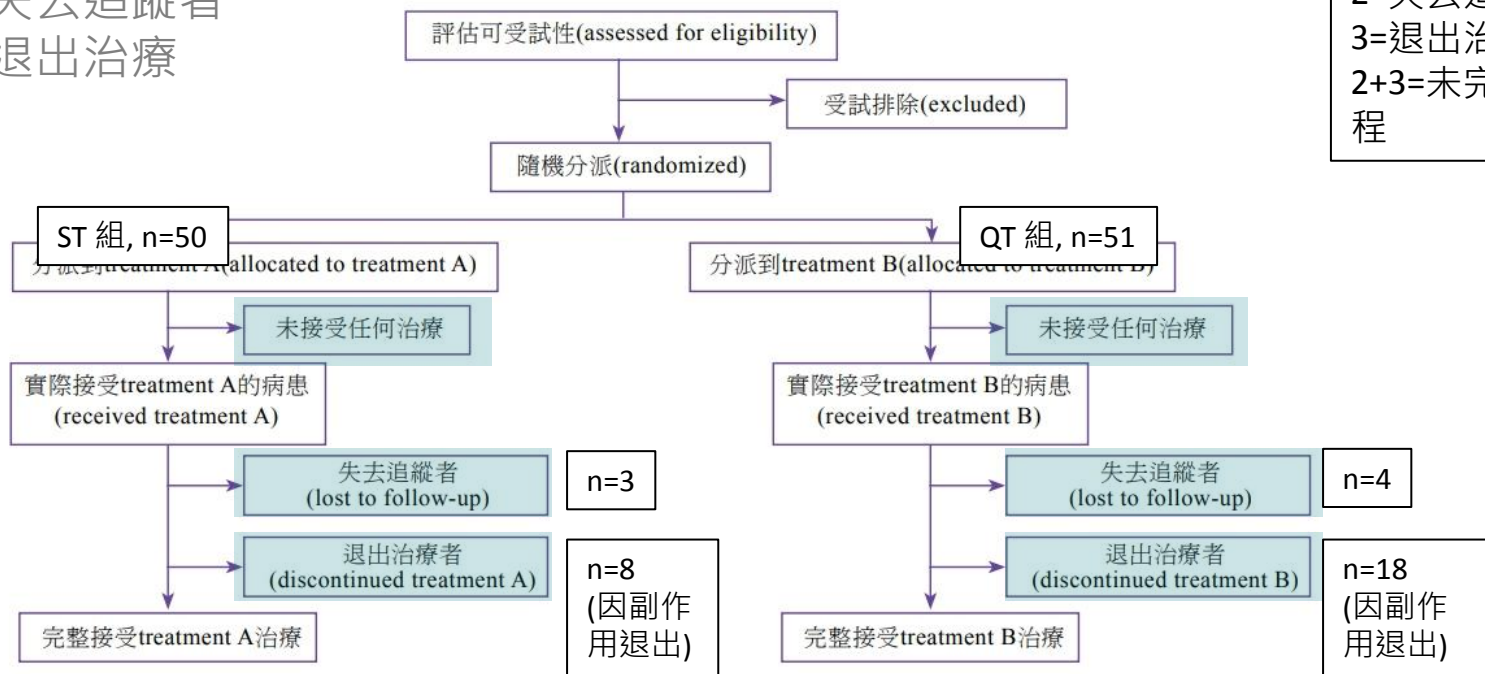 失去追蹤者
退出治療
3=退出治
2+3=未完
程
評估可受試性(assessed for eligibility)
受試排除(excluded)
隨機分派(randomized)
ST 組, n=50
QT 組, n=51
(allocated to treatment A)
分派到treatment B(allocated to treatment B)
未接受任何治療
未接受任何治療
實際接受treatment A的病患
(received treatment A)
實際接受treatment B的病患
(received treatment B)
失去追縱者
(lost to follow-up)
n=3
失去追縱者
(lost to follow-up)
n=4
退出治療者
(discontinued treatment A)
n=8
(因副作
用退出)
退出治療者
(discontinued treatment B)
n=18
(因副作
用退出)
完整接受treatment A治療
完整接受treatment B治療